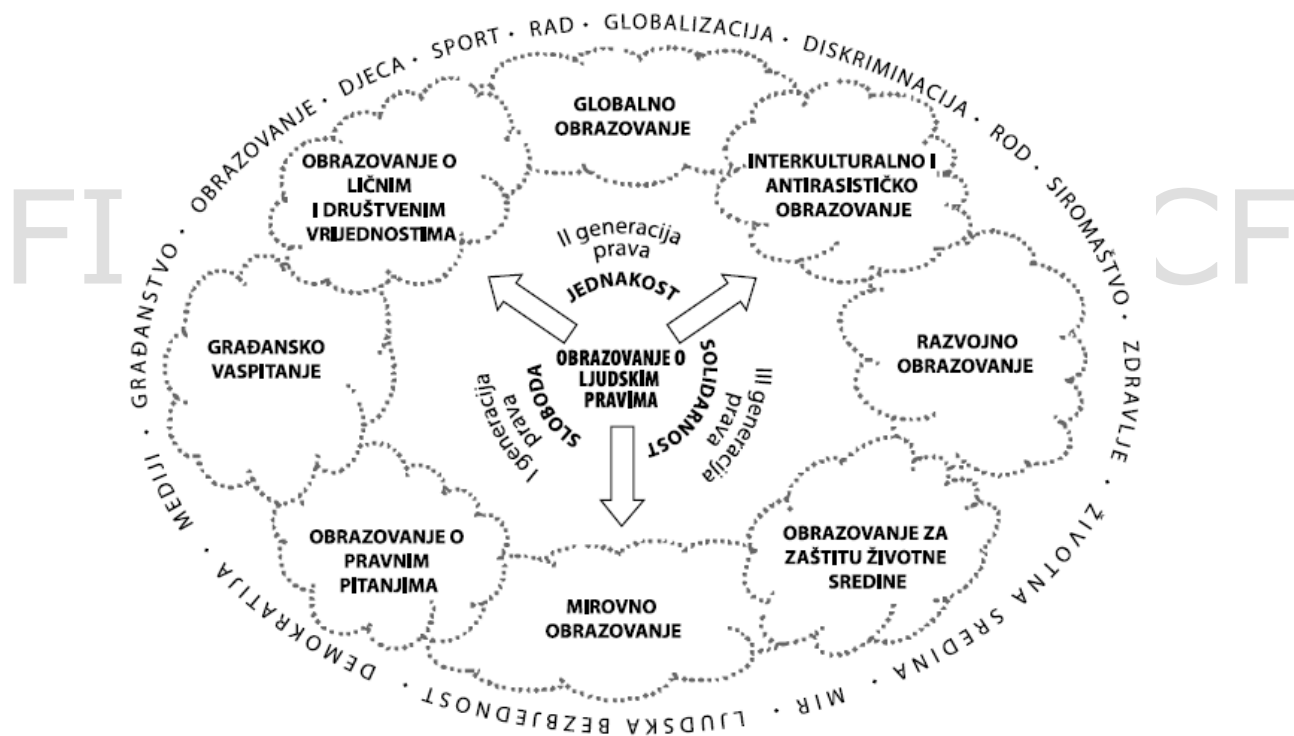 GRAĐANSTVO · OBRAZOVANJE · DJECA · SPORT · RAD · GLOBALIZACIJA · DISKRIMINACIJA · ROD · SIROMAŠTVO · ZDRAVLJE · ŽIVOTNA SREDINA · MIR · LJUDSKA BEZBJEDNOST · DEMOKRATIJA · MEDIJI ·
GLOBALNO
OBRAZOVANJE
OBRAZOVANJE O
LIČNIM
I DRUŠTVENIM
VRIJEDNOSTIMA
INTERKULTURALNO I
ANTIRASISTIČKO
OBRAZOVANJE
FI
CF
II generacija
prava
JEDNAKOST
GRAĐANSKO
VASPITANJE
OBRAZOVANJE O
LJUDSKIM
PRAVIMA
RAZVOJNO
OBRAZOVANJE
I generacija
prava
SLOBODA
SOLIDARNOST
III generacija
prava
OBRAZOVANJE O
PRAVNIM
PITANJIMA
OBRAZOVANJE ZA
ZAŠTITU ŽIVOTNE
SREDINE
MIROVNO
OBRAZOVANJE